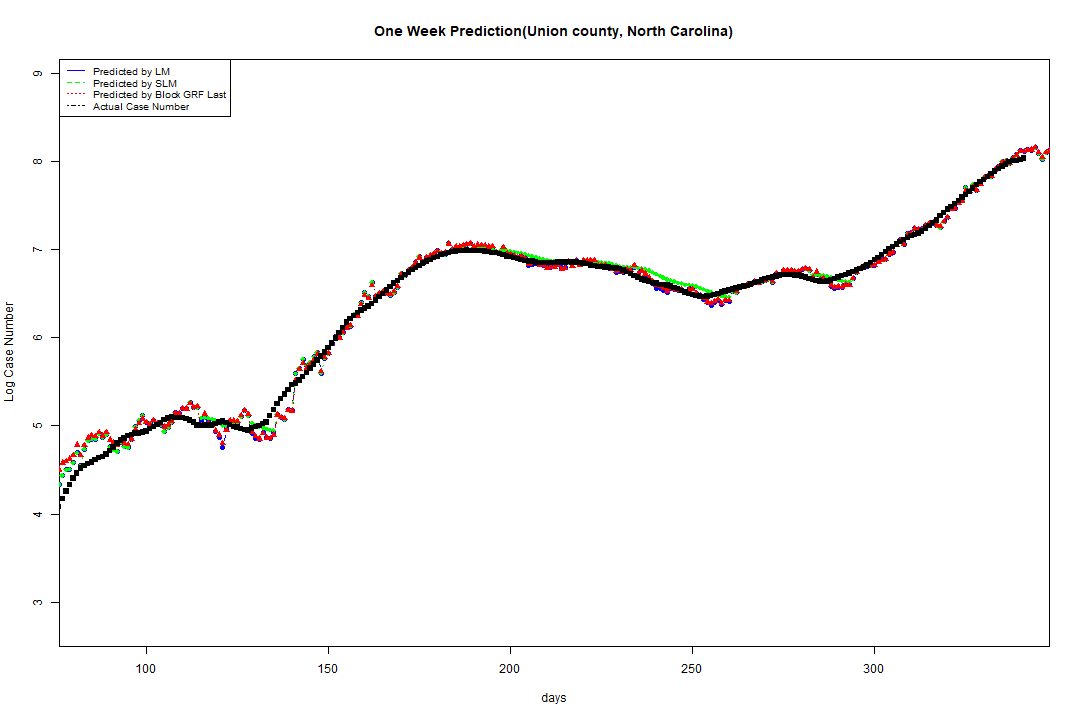 One Week Prediction(Union county, North Carolina)
Predicted by LM
Predicted by SLM
Predicted by Block GRF Last
Actual Case Number
9
8
7
6
5
4
3
Log Case Number
100 150 200 250 300
days